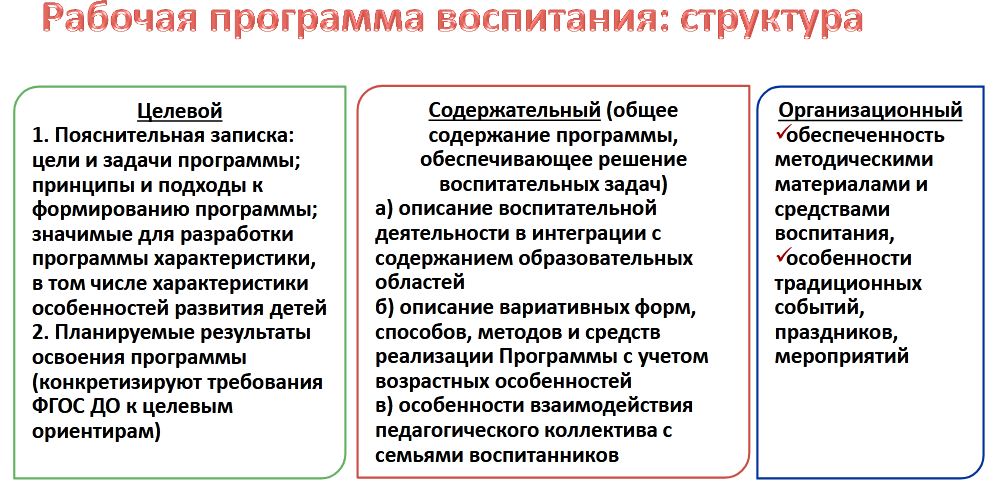 Рабочая программа воспитания: структура
Целевой
1. Пояснительная записка:
цели и задачи программы;
принципы и подходы к
формированию программы;
значимые для разработки
программы характеристики,
в том числе характеристики
особенностей развития детей
2. Планируемые результаты
освоения программы
(конкретизируют требования
ФГОС ДО к целевым
ориентирам)
Содержательный (общее
содержание программы,
обеспечивающее решение
воспитательных задач)
а) описание воспитательной
деятельности в интеграции с
содержанием образовательных
областей
б) описание вариативных форм,
способов, методов и средств
реализации Программы с учетом
возрастных особенностей
в) особенности взаимодействия
педагогического коллектива с
семьями воспитанников
Организационный
✓обеспеченность
методическими
материалами и
средствами
воспитания,
✓особенности
традиционных
событий,
праздников,
мероприятий